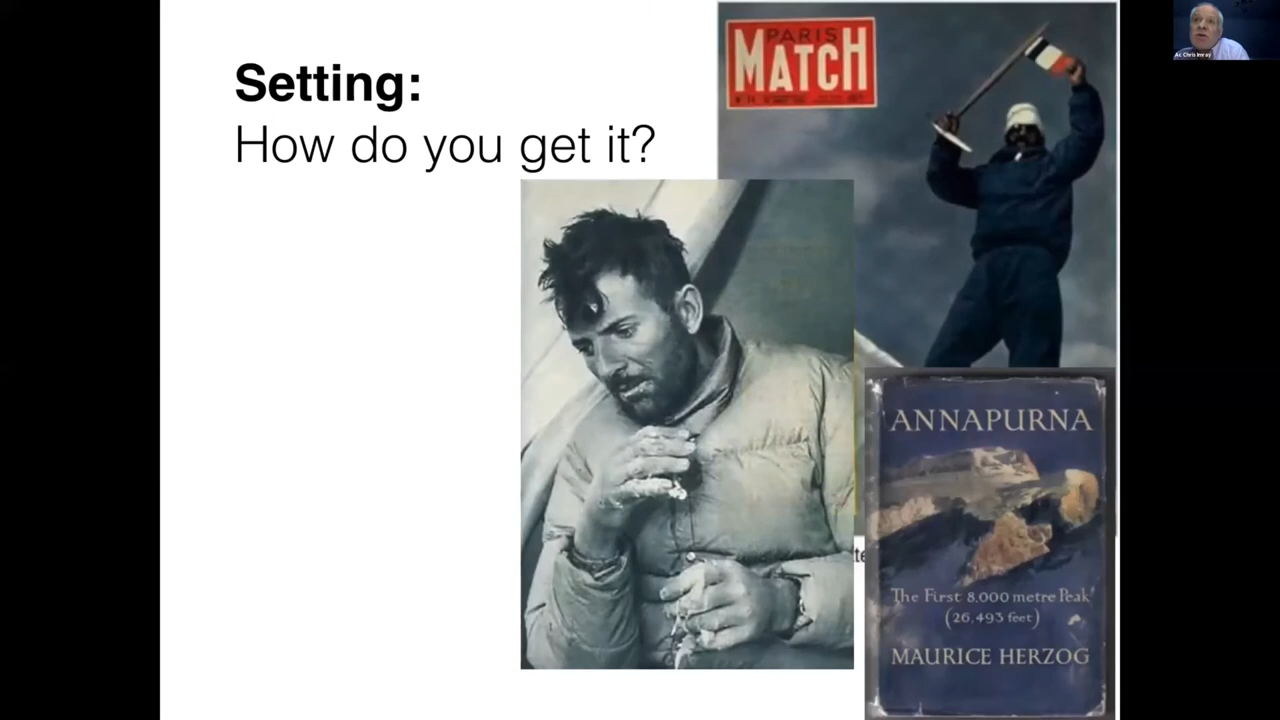 Setting:
How do you get it?
PARIS
MATCH
ANNAPURNA
The First 8,000 metre Peak
(26,493 feet)
MAURICE HERZOG